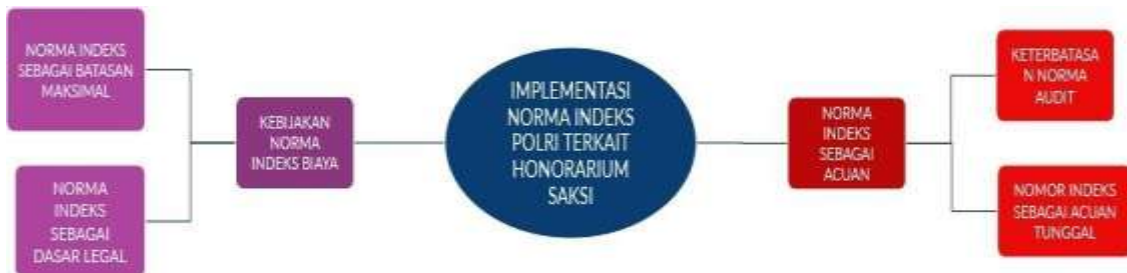 NORMA INDEKS
SEBAGAI BATASAN
MAKSIMAL
NORMA
INDEKS
SEBAGAI
DASAR LEGAL
KEBIJAKAN
NORMA
INDEKS BIAYA
IMPLEMENTASI
NORMA INDEKS
POLRI TERKAIT
HONORARIUM
SAKSI
NORMA
INDEKS
SEBAGAI
ACUAN
KETERBATASA
N NORMA
AUDIT
NOMOR INDEKS
SEBAGAI ACUAN
TUNGGAL